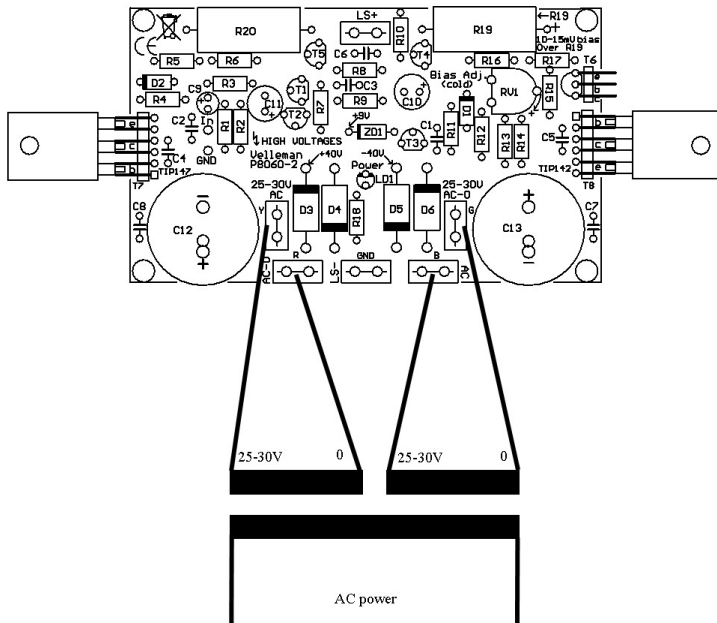 R20
LS+
R19
←R19
+
10-15mV bias
Over R19
CE
R5
R6
T5
C6
R10
T4
R16
R17
T6
R8
D2
R3
T1
C3
Bias Adj.
(cold)
RV1
R15
e
b
c
R4
C9
C11
R7
R9
C10
D1
+9V
T2
e
c
b
C2
In
R1
R2
HIGH VOLTAGES
Velleman
P8060-2
ZD1
T3
C1
R11
R12
R13
R14
C5
b
c
e
C4
GND
+40V
-40V
Power
LD1
TIP147
T7
TIP142
T8
25-30V
AC
25-30V
AC-0
C8
C12
Y
D3
D4
R18
D5
D6
G
C13
C7
AC-0
R
LS-
GND
B
AC
25-30V
0
25-30V
0
AC power